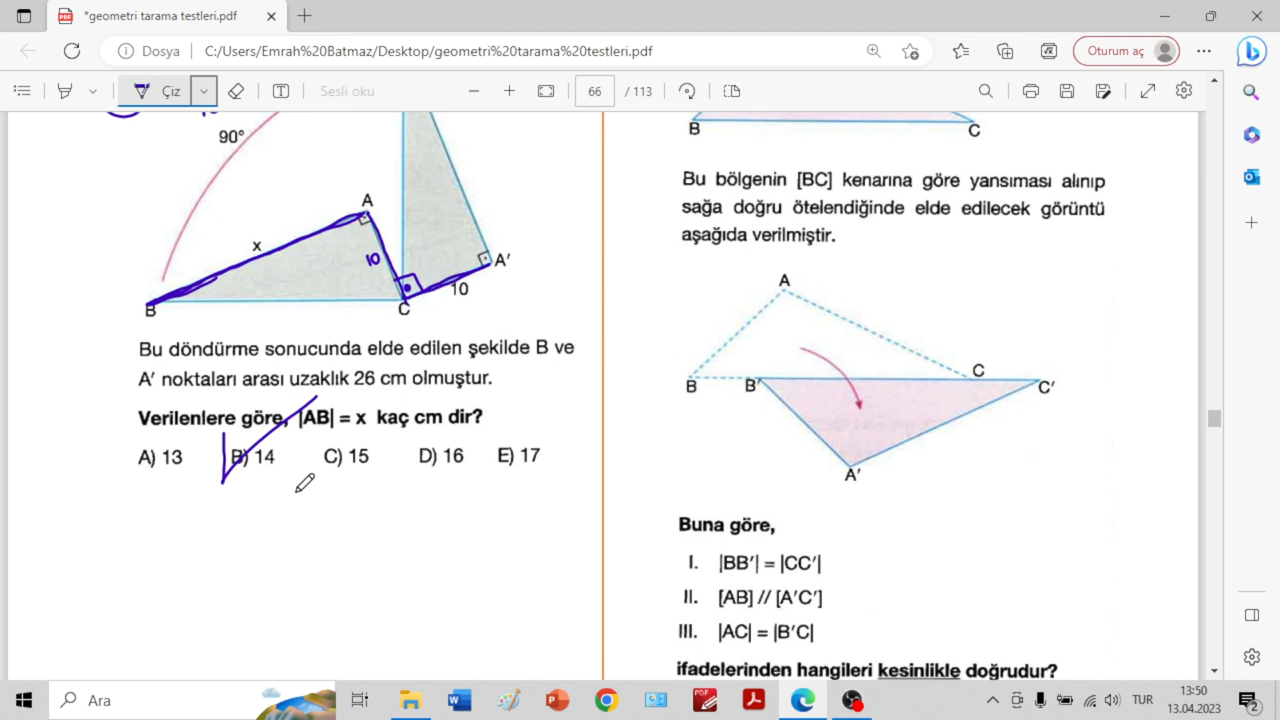 *geometri tarama testleri.pdf
Dosya
C:/Users/Emrah%20Batmaz/Desktop/geometri%20tarama%20testleri.pdf
Oturum aç
Çiz
Sesli oku
66
/ 113
90°
A
x
10
A'
10
B
C
Bu döndürme sonucunda elde edilen şekilde B ve
A' noktaları arası uzaklık 26 cm olmuştur.
Verilenlere göre, |AB| = x kaç cm dir?
A) 13 B) 14 C) 15 D) 16 E) 17
B
C
Bu bölgenin [BC] kenarına göre yansıması alınıp
sağa doğru ötelendiğinde elde edilecek görüntü
aşağıda verilmiştir.
A
B
B'
C
C'
A'
Buna göre,
I. |BB'| = |CC'|
II. [AB] // [A'C']
III. |AC| = |B'C|
ifadelerinden hangileri kesinlikle doğrudur?
Ara
TUR
13:50
13.04.2023
2